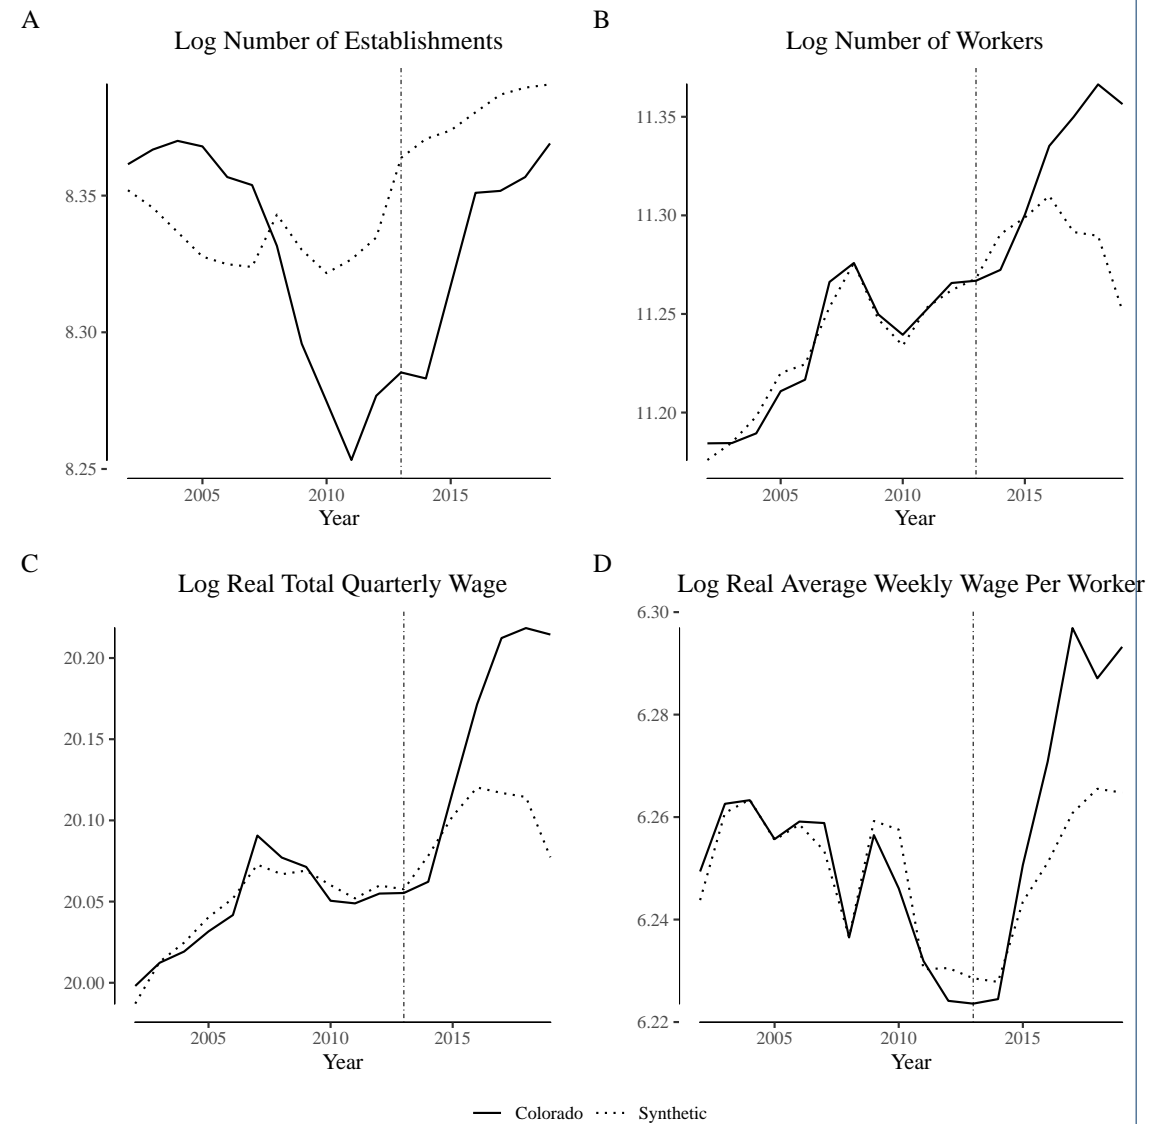 A
Log Number of Establishments
8.35
8.30
8.25
2005 2010 2015
Year
B
Log Number of Workers
11.35
11.30
11.25
11.20
2005 2010 2015
Year
C
Log Real Total Quarterly Wage
20.20
20.15
20.10
20.05
20.00
2005 2010 2015
Year
D
Log Real Average Weekly Wage Per Worker
6.30
6.28
6.26
6.24
6.22
2005 2010 2015
Year
Colorado Synthetic